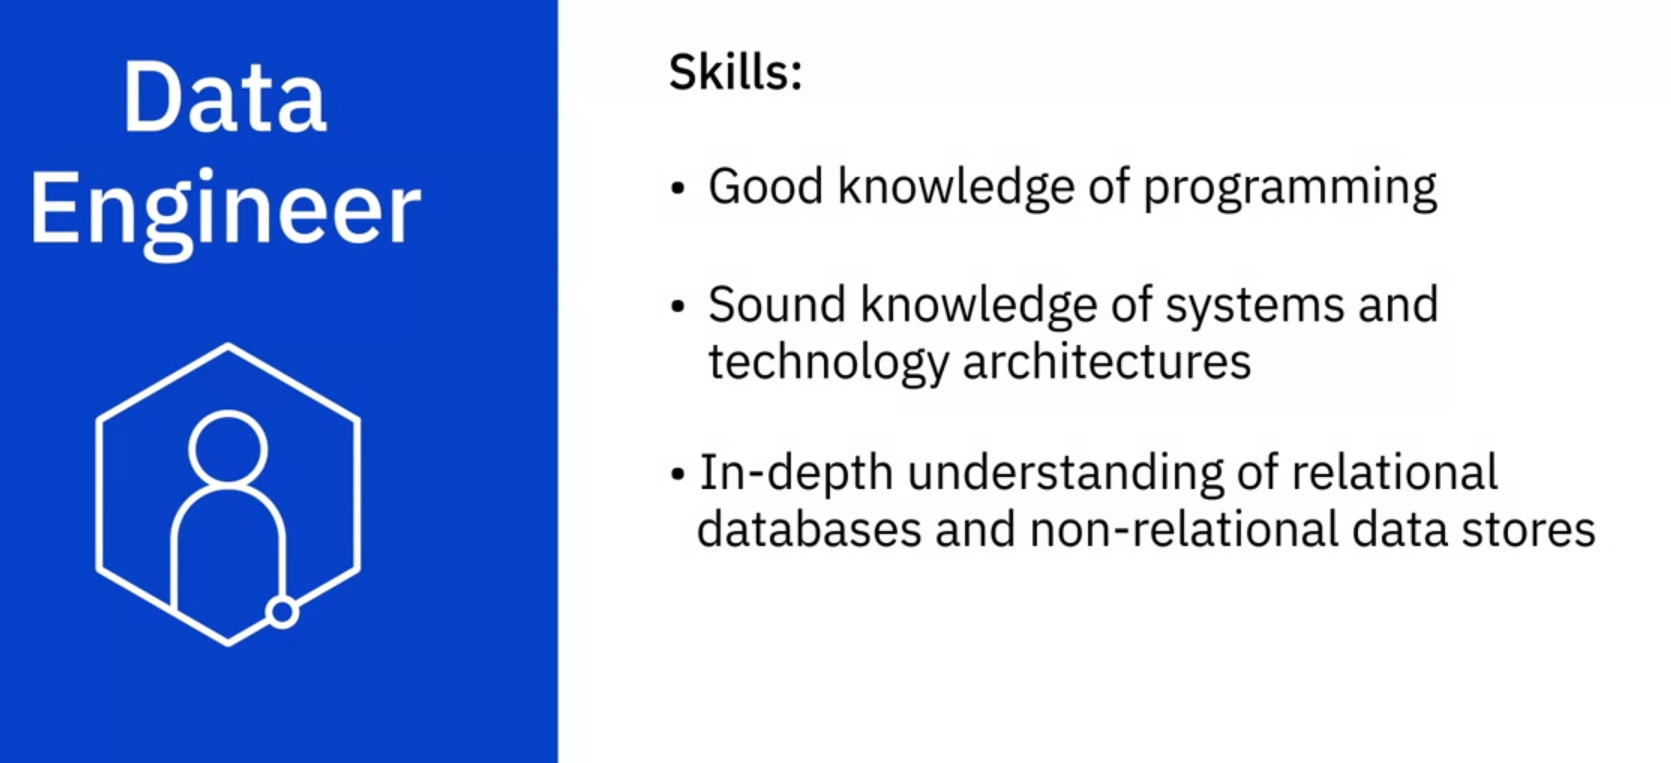 Data
Engineer
Skills:
• Good knowledge of programming
• Sound knowledge of systems and
technology architectures
• In-depth understanding of relational
databases and non-relational data stores